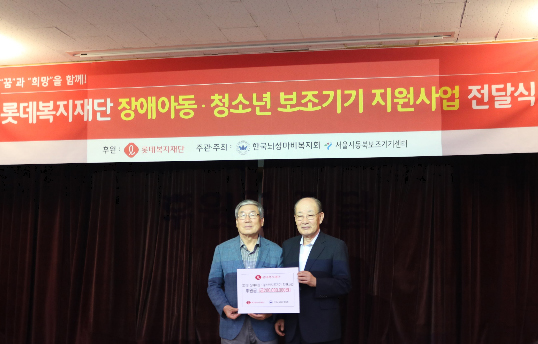 "꿈"과 "희망"을 함께!
롯데복지재단 장애아동 · 청소년 보조기기 지원사업 전달식
후원 : 롯데복지재단 주관·주최 : 한국뇌성마비복지회 서울시동북보조기기센터
후원금